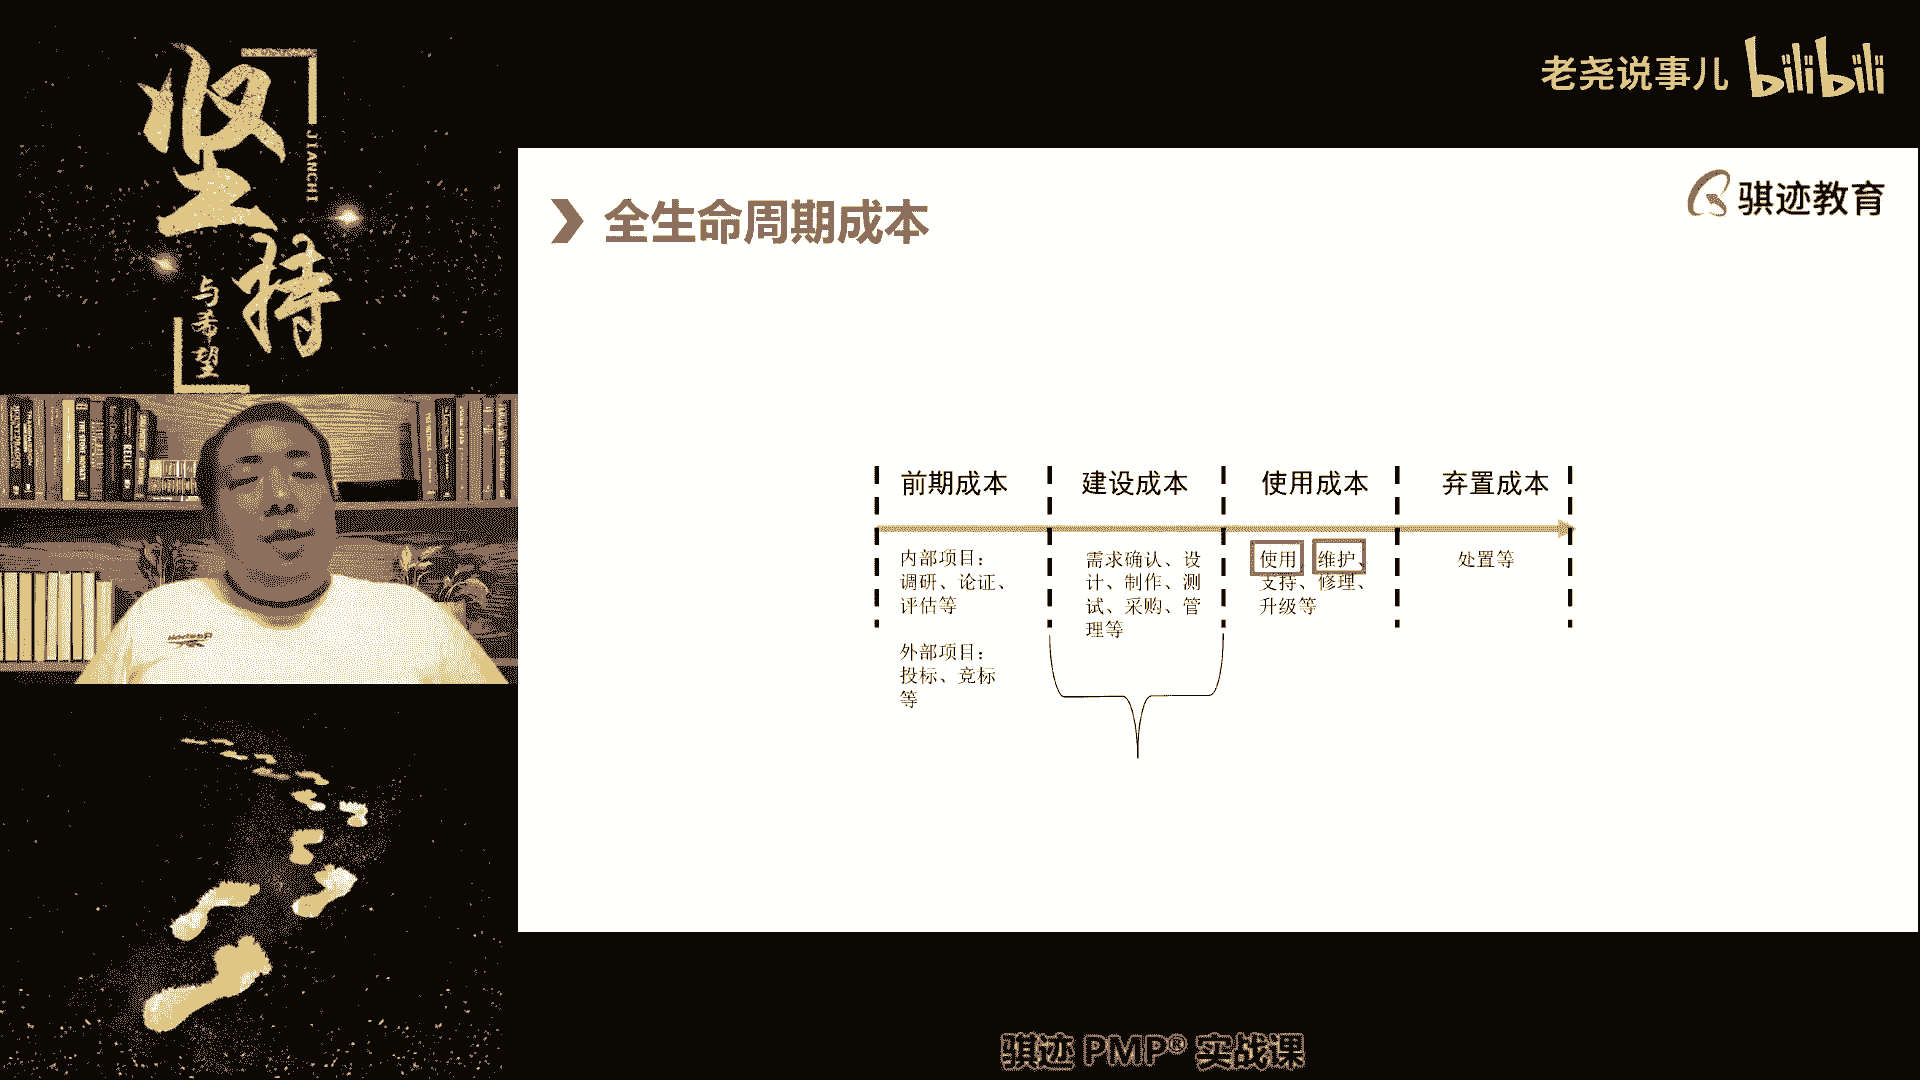 坚持
JIANCHI
与希望
老尧说事儿 bilibili
骐迹教育
全生命周期成本
前期成本
建设成本
使用成本
弃置成本
内部项目：
调研、论证、
评估等
外部项目：
投标、竞标
等
需求确认、设
计、制作、测
试、采购、管
理等
使用、维护、
支持、修理、
升级等
处置等
骐迹 PMP® 实战课